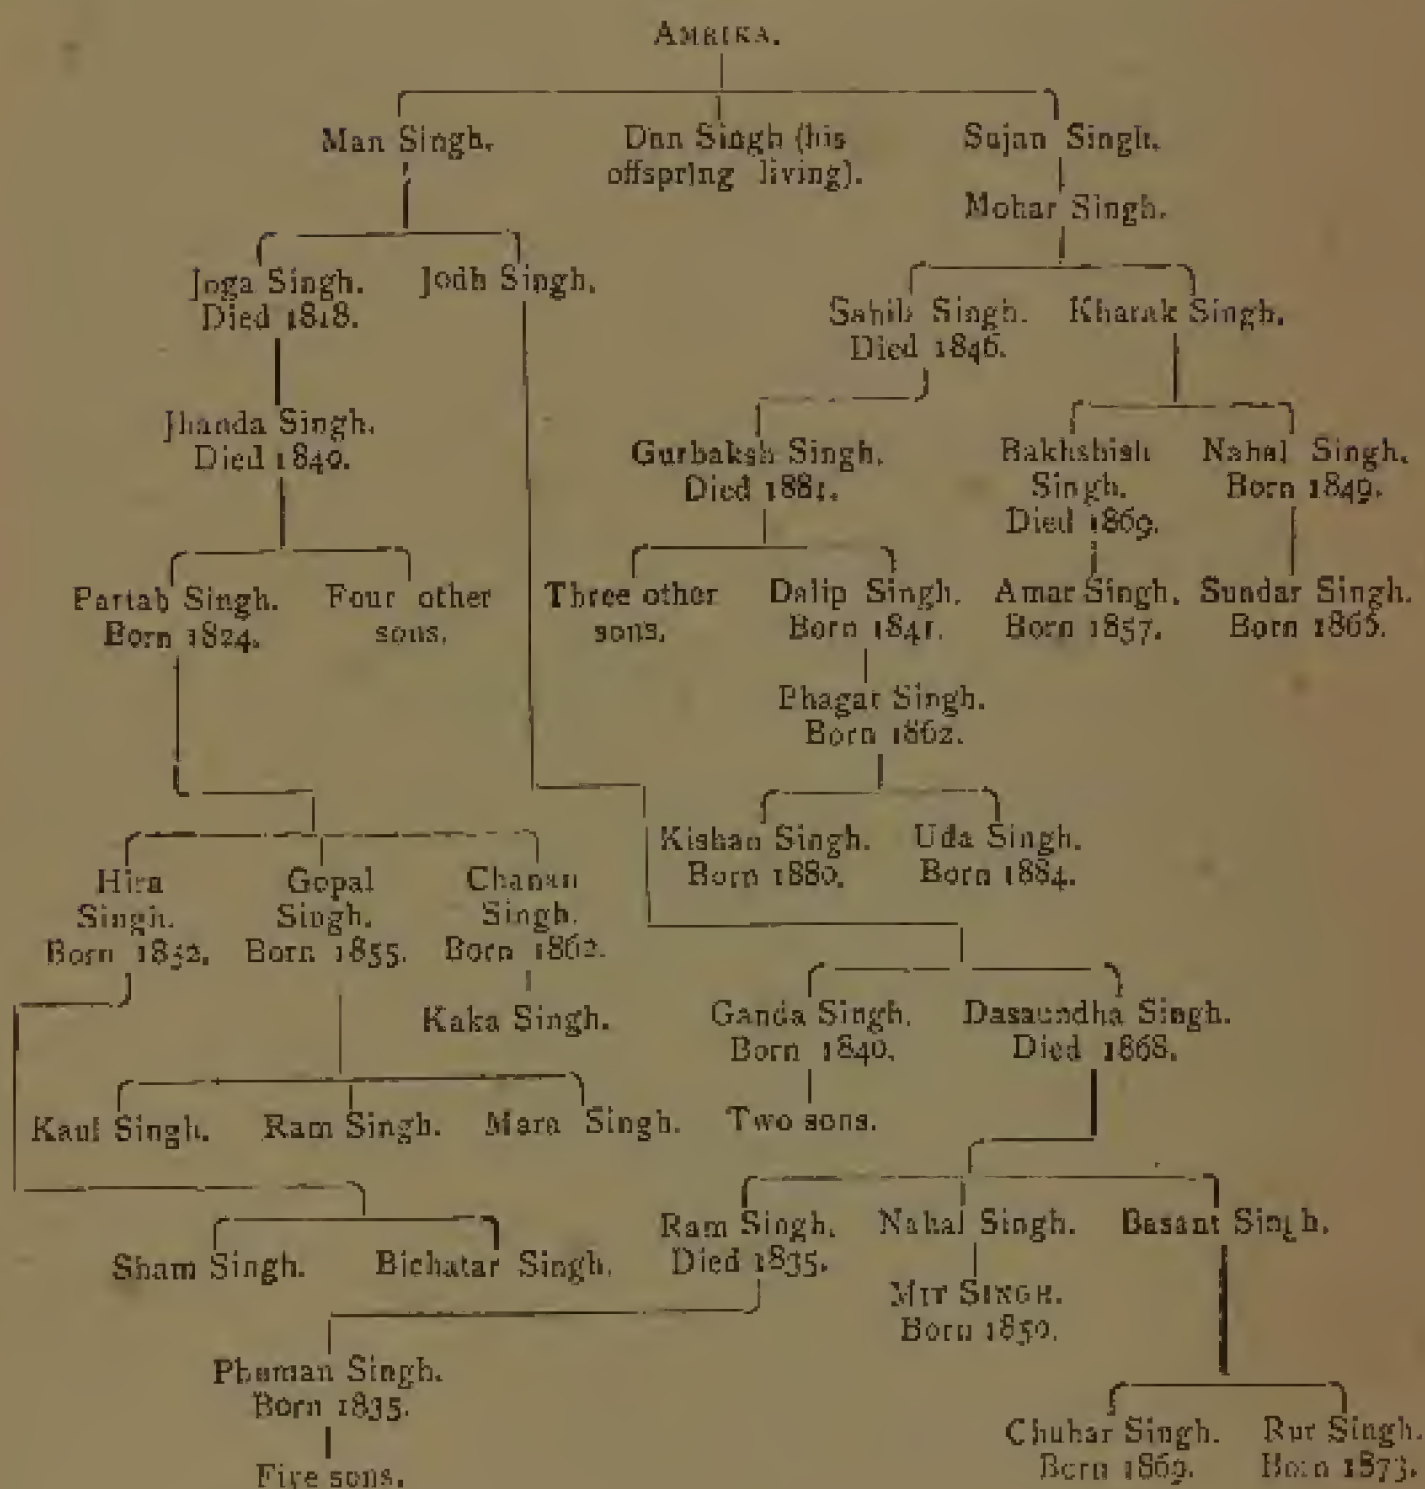 AMRIKA.
Man Singh. Dan Singh (his Sujan Singh.
offspring living).
Mohar Singh.
Joga Singh. Jodh Singh.
Died 1818.
Sahib Singh. Kharak Singh.
Died 1846.
Jhanda Singh.
Died 1840.
Gurbaksh Singh. Bakhshish Nahal Singh.
Died 1881. Singh. Born 1849.
Died 1869.
Partab Singh. Four other Three other Dalip Singh. Amar Singh. Sundar Singh.
Born 1824. sons. sons. Born 1841. Born 1857. Born
Phagat Singh.
Born 1862.
Kishan Singh. Uda Singh.
Born 1880. Born 1884.
Hira Gopal Chanan
Singh. Singh. Singh.
Born 1852. Born 1855. Born 1862.
Kaka Singh. Ganda Singh. Dasaundha Singh.
Born 1840. Died 1868.
Kaul Singh. Ram Singh. Mara Singh. Two sons.
Ram Singh. Nahal Singh. Basant Singh.
Died 1835.
Sham Singh. Bichatar Singh.
MIT SINGH.
Born 1850.
Phuman Singh.
Born 1835.
Chuhar Singh. Rur Singh.
Born 1869. Born 1873.
Five sons.